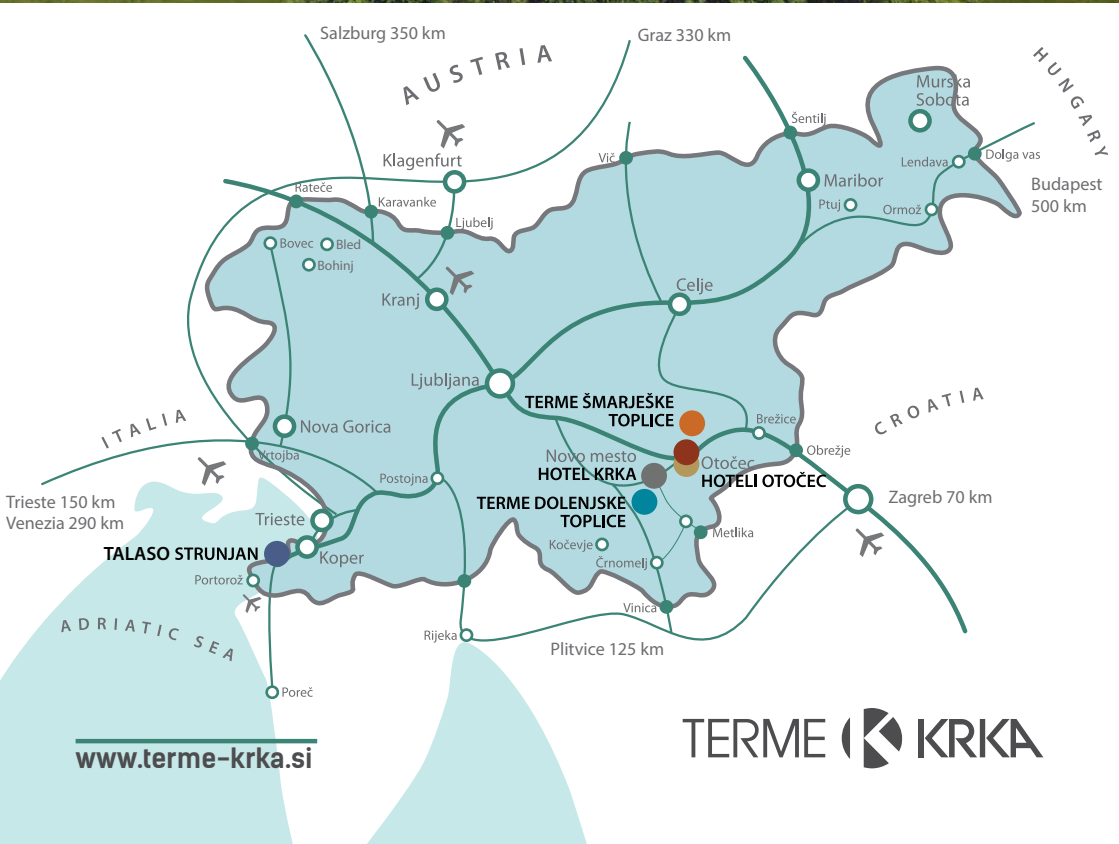 Salzburg 350 km
Graz 330 km
AUSTRIA
HUNGARY
Murska
Sobota
Šentilj
Klagenfurt
Vič
Dolga vas
Lendava
Rateče
Maribor
Budapest
500 km
Karavanke
Ptuj
Ormož
Ljubelj
Bovec
Bled
Bohinj
Kranj
Celje
Ljubljana
TERME ŠMARJEŠKE
TOPLICE
CROATIA
ITALIA
Nova Gorica
Brežice
Vrtojba
Novo mesto
Otočec
Obrežje
HOTEL KRKA
HOTELI OTOČEC
Postojna
Trieste 150 km
Venezia 290 km
Zagreb 70 km
TERME DOLENJSKE
TOPLICE
Trieste
Metlika
Kočevje
TALASO STRUNJAN
Koper
Črnomelj
Portorož
Vinica
ADRIATIC SEA
Rijeka
Plitvice 125 km
Poreč
www.terme-krka.si
TERME KRKA